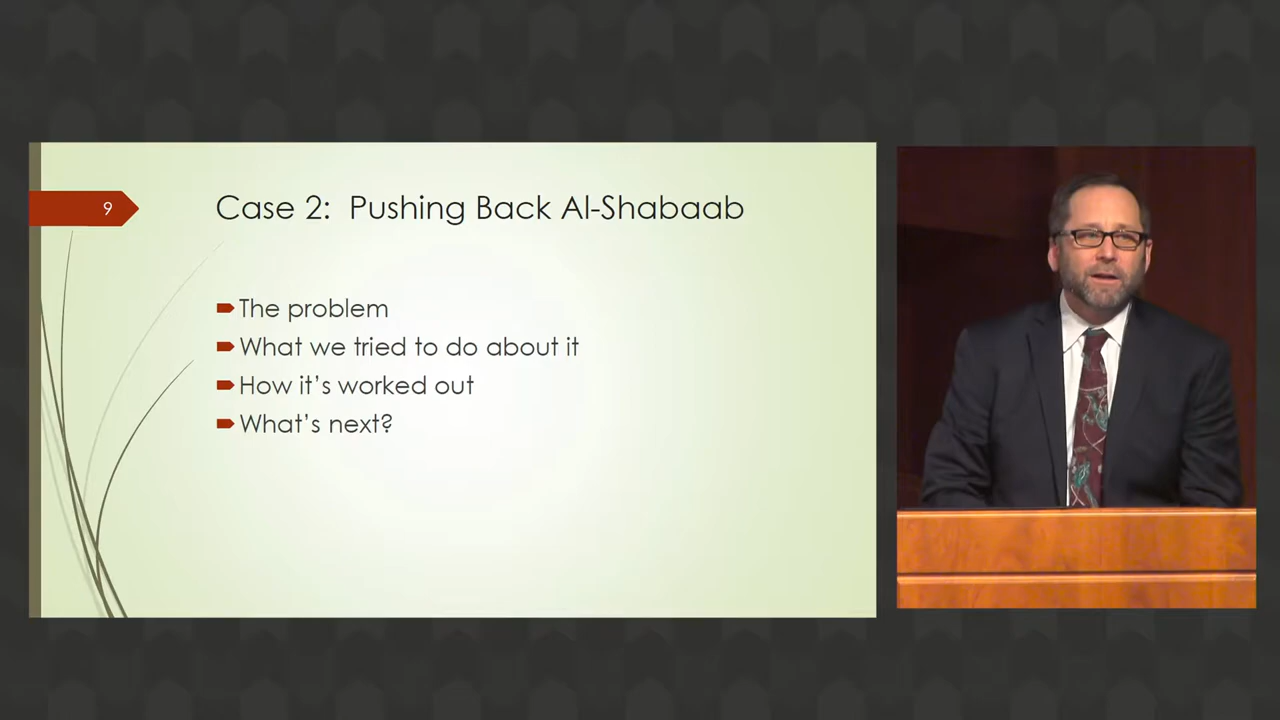 9
Case 2: Pushing Back Al-Shabaab
The problem
What we tried to do about it
How it's worked out
What's next?